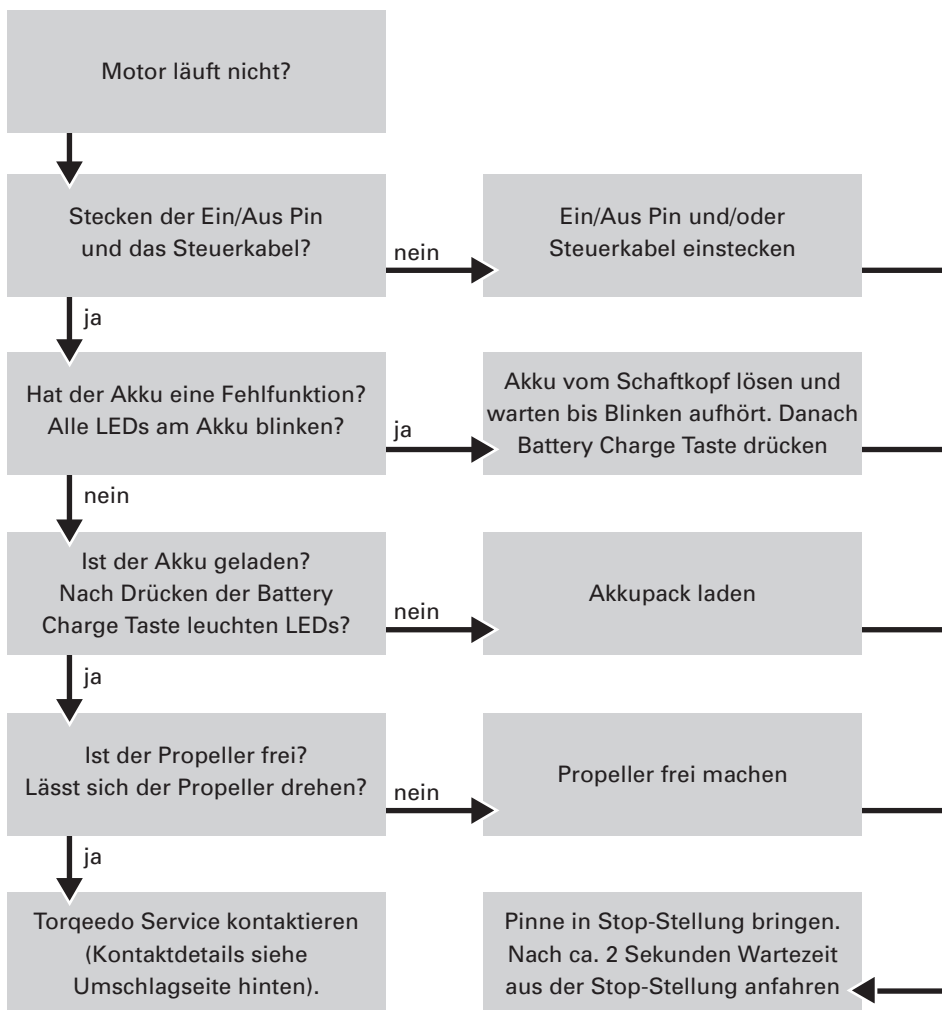 Motor läuft nicht?
Stecken der Ein/Aus Pin
und das Steuerkabel?
nein
Ein/Aus Pin und/oder
Steuerkabel einstecken
ja
Hat der Akku eine Fehlfunktion?
Alle LEDs am Akku blinken?
ja
Akku vom Schaftkopf lösen und
warten bis Blinken aufhört. Danach
Battery Charge Taste drücken
nein
Ist der Akku geladen?
Nach Drücken der Battery
Charge Taste leuchten LEDs?
nein
Akkupack laden
ja
Ist der Propeller frei?
Lässt sich der Propeller drehen?
nein
Propeller frei machen
ja
Torqeedo Service kontaktieren
(Kontaktdetails siehe
Umschlagseite hinten).
Pinne in Stop-Stellung bringen.
Nach ca. 2 Sekunden Wartezeit
aus der Stop-Stellung anfahren